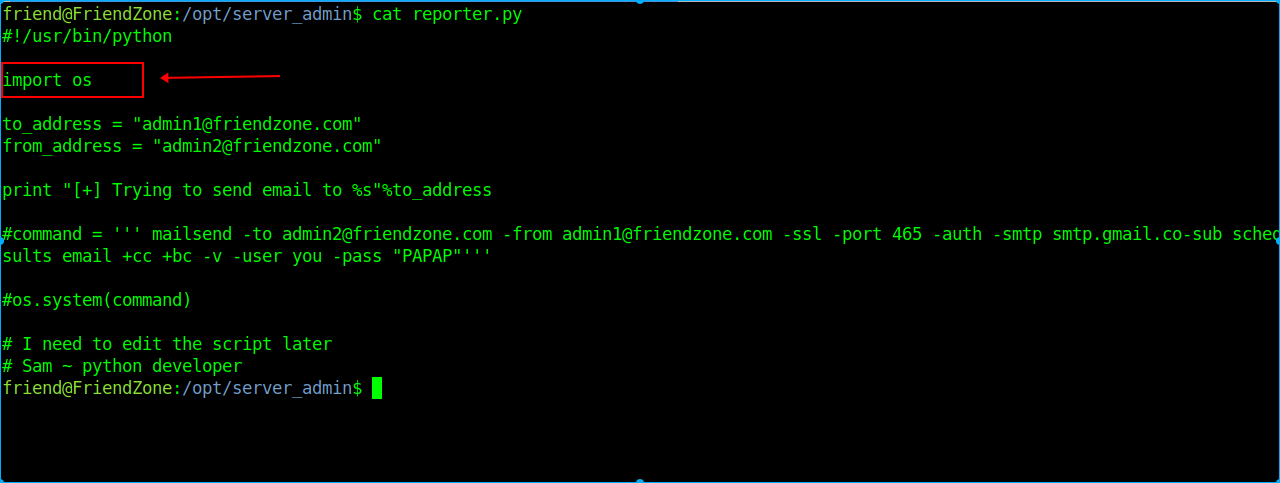 friend@FriendZone:/opt/server_admin$ cat reporter.py
#!/usr/bin/python
import os
to_address = "admin1@friendzone.com"
from_address = "admin2@friendzone.com"
print "[+] Trying to send email to %s"%to_address
#command = ''' mailsend -to admin2@friendzone.com -from admin1@friendzone.com -ssl -port 465 -auth -smtp smtp.gmail.co-sub sched
sults email +cc +bc -v -user you -pass "PAPAP"'''
#os.system(command)
# I need to edit the script later
# Sam ~ python developer
friend@FriendZone:/opt/server_admin$